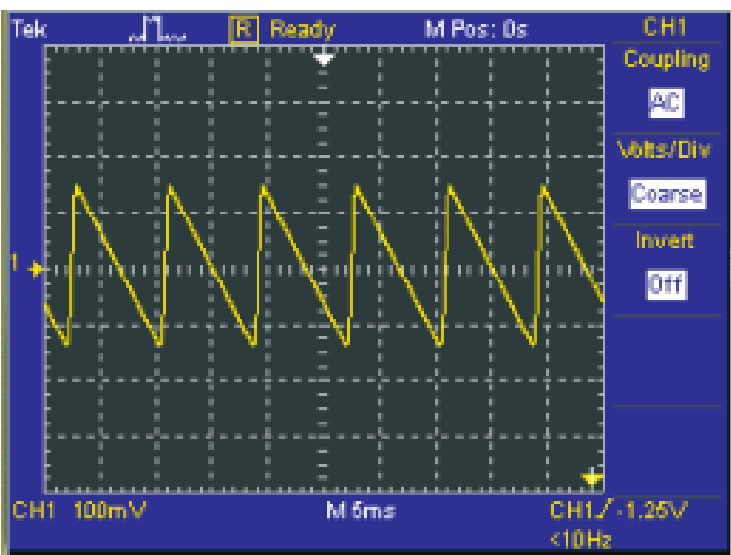 Tek R Ready M Pos: 0s CH1
Coupling
AC
Volts/Div
Coarse
Invert
Off
1
CH1 100mV M 5ms CH1 / -1.25V
<10Hz